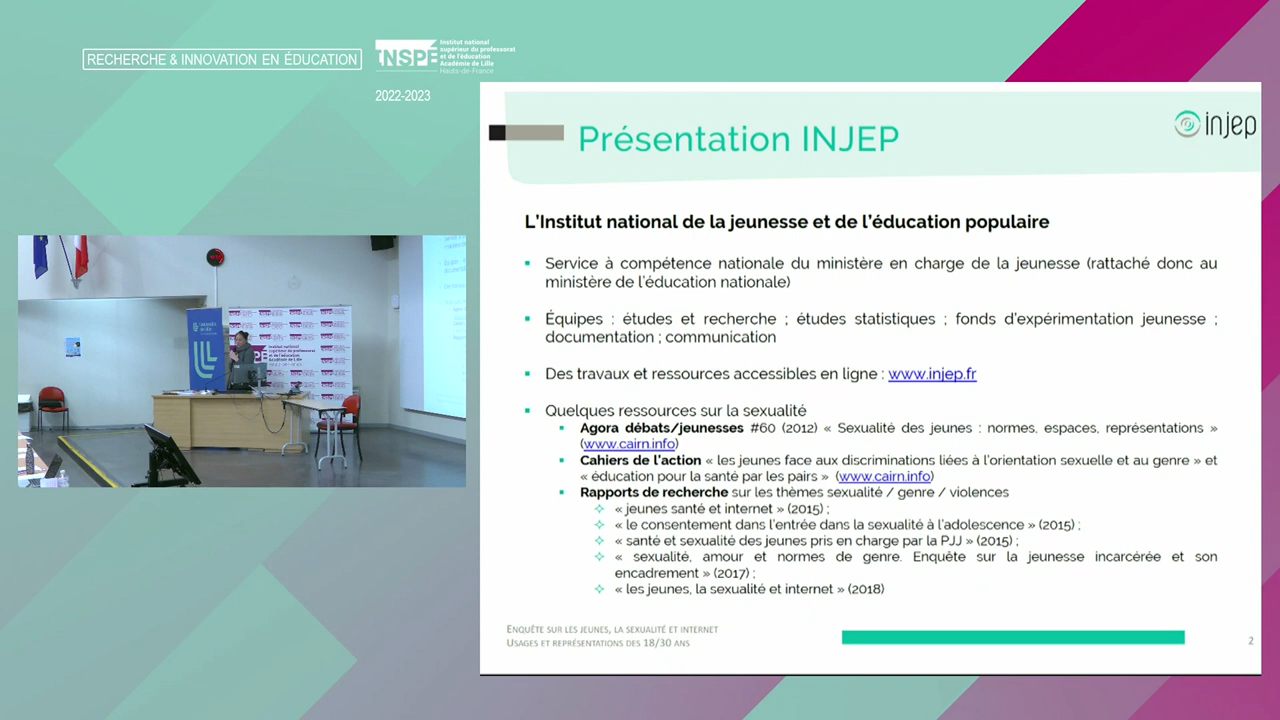 RECHERCHE & INNOVATION EN ÉDUCATION
INSPÉ
Institut national
supérieur du professorat
et de l'éducation
Académie de Lille
Hauts-de-France
2022-2023
Présentation INJEP
injep
L'Institut national de la jeunesse et de l'éducation populaire
Service à compétence nationale du ministère en charge de la jeunesse (rattaché donc au
ministère de l'éducation nationale)
Équipes : études et recherche ; études statistiques ; fonds d'expérimentation jeunesse ;
documentation ; communication
Des travaux et ressources accessibles en ligne : www.injep.fr
Quelques ressources sur la sexualité
Agora débats/jeunesses #60 (2012) « Sexualité des jeunes : normes, espaces, représentations »
(www.cairn.info)
Cahiers de l'action « les jeunes face aux discriminations liées à l'orientation sexuelle et au genre » et
« éducation pour la santé par les pairs » (www.cairn.info)
Rapports de recherche sur les thèmes sexualité / genre / violences
« jeunes santé et internet » (2015) ;
« le consentement dans l'entrée dans la sexualité à l'adolescence » (2015) ;
« santé et sexualité des jeunes pris en charge par la PJJ » (2015) ;
« sexualité, amour et normes de genre. Enquête sur la jeunesse incarcérée et son
encadrement » (2017) ;
« les jeunes, la sexualité et internet » (2018)
ENQUÊTE SUR LES JEUNES, LA SEXUALITÉ ET INTERNET
USAGES ET REPRÉSENTATIONS DES 18/30 ANS
2